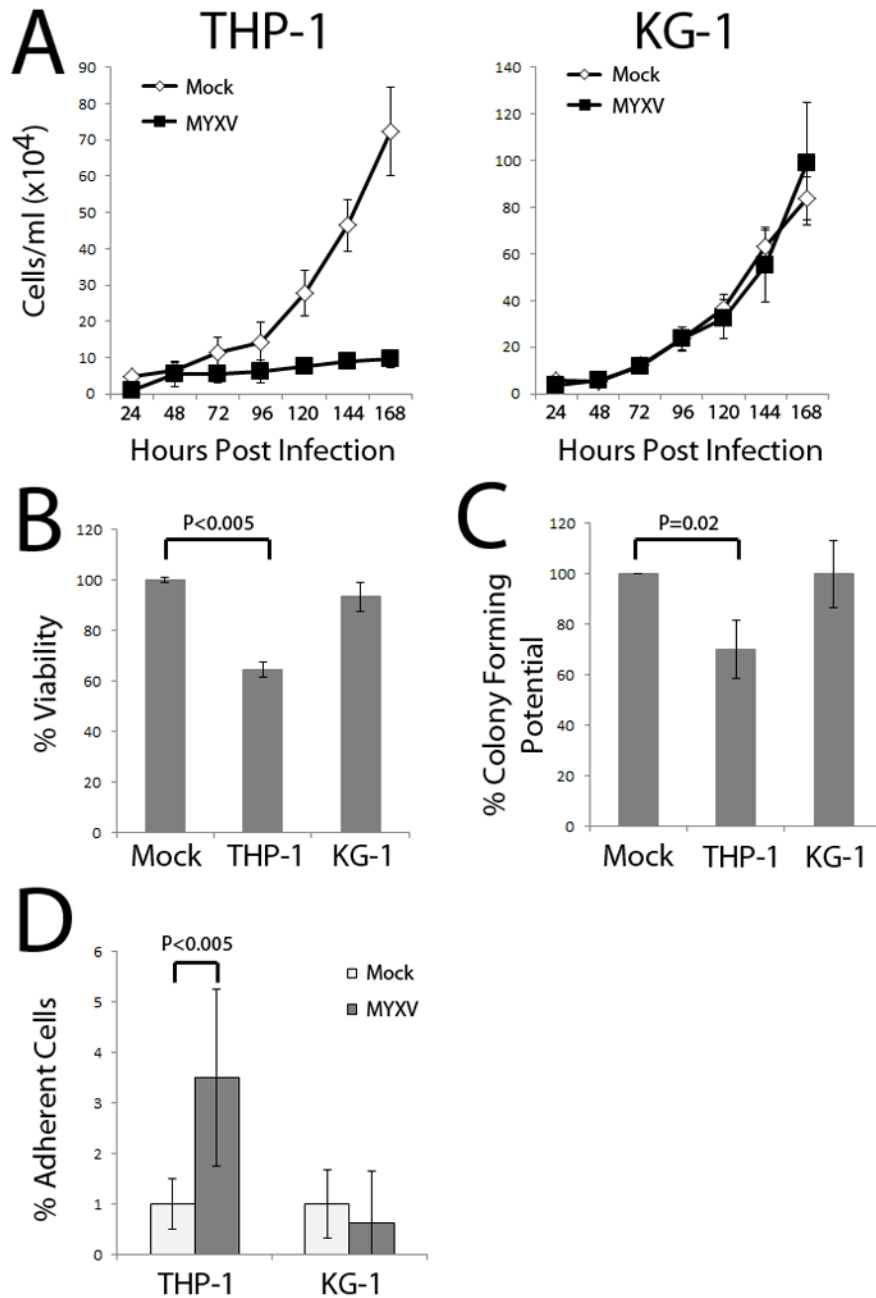 A
THP-1
KG-1
Cells/ml (x10⁴)
90
80
70
60
50
40
30
20
10
0
Mock
MYXV
24 48 72 96 120 144 168
Hours Post Infection
140
120
100
80
60
40
20
0
Mock
MYXV
24 48 72 96 120 144 168
Hours Post Infection
B
% Viability
120
100
80
60
40
20
0
P<0.005
Mock THP-1 KG-1
C
% Colony Forming
Potential
120
100
80
60
40
20
0
P=0.02
Mock THP-1 KG-1
D
% Adherent Cells
6
5
4
3
2
1
0
P<0.005
Mock
MYXV
THP-1 KG-1